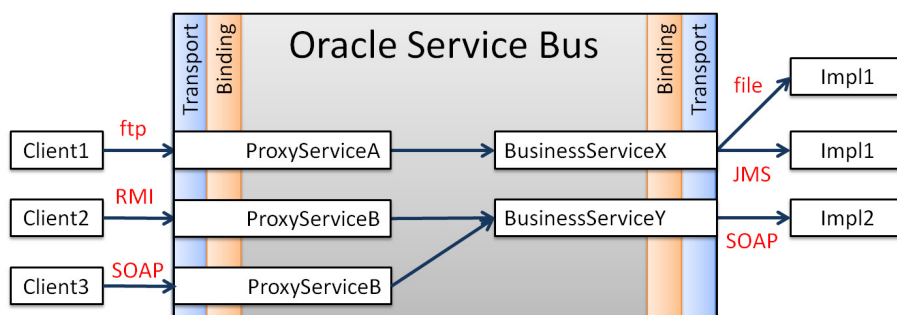 Oracle Service Bus
Transport
Binding
Binding
Transport
file
Impl1
ftp
Client1
ProxyServiceA
BusinessServiceX
Impl1
JMS
RMI
Client2
ProxyServiceB
BusinessServiceY
Impl2
SOAP
SOAP
Client3
ProxyServiceB